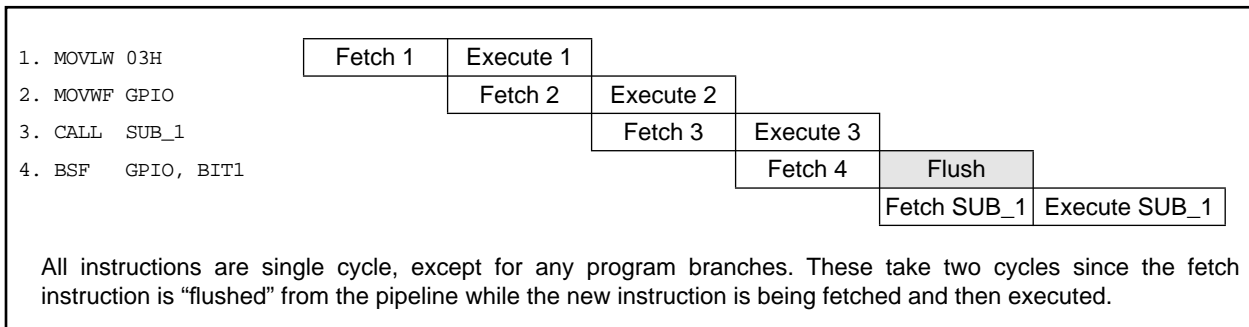 1. MOVLW 03H Fetch 1 Execute 1
2. MOVWF GPIO Fetch 2 Execute 2
3. CALL SUB_1 Fetch 3 Execute 3
4. BSF GPIO, BIT1 Fetch 4 Flush
Fetch SUB_1 Execute SUB_1
All instructions are single cycle, except for any program branches. These take two cycles since the fetch
instruction is “flushed” from the pipeline while the new instruction is being fetched and then executed.